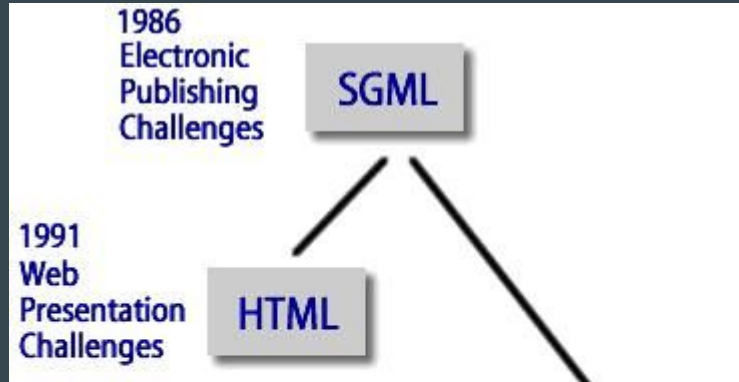 1986
Electronic
Publishing
Challenges
SGML
1991
Web
Presentation
Challenges
HTML